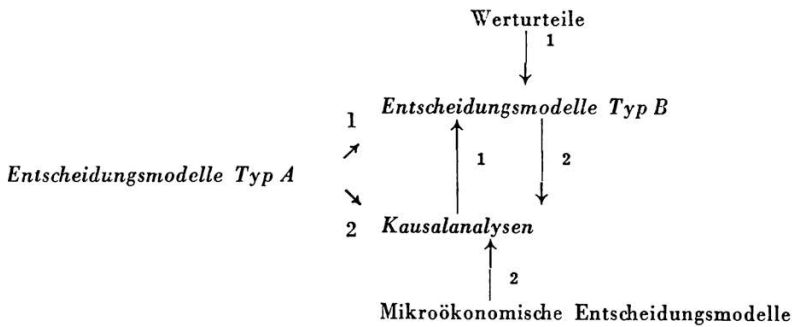 Werturteile
1
Entscheidungsmodelle Typ B
1
Entscheidungsmodelle Typ A
1
2
2
Kausalanalysen
2
Mikroökonomische Entscheidungsmodelle